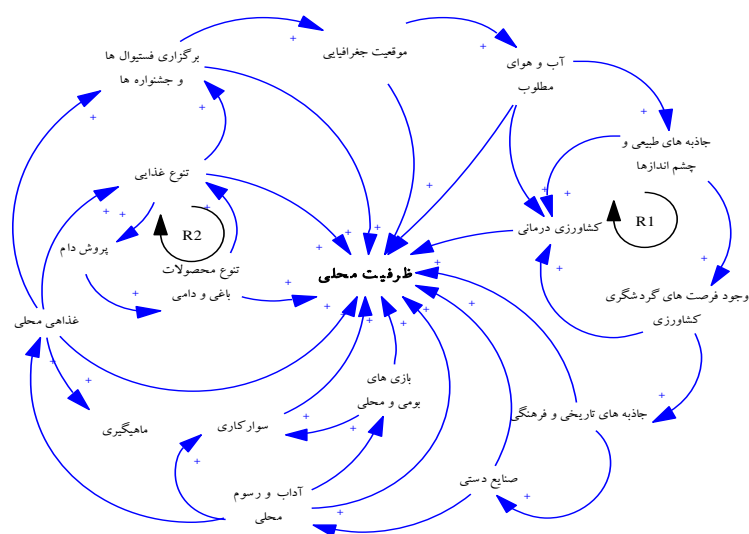 برگزاری فستیوال ها
و جشنواره ها
موقعیت جغرافیایی
آب و هوای
مطلوب
جاذبه های طبیعی و
چشم اندازها
تنوع غذایی
R2
R1
کشاورزی درمانی
پروش دام
تنوع محصولات
باغی و دامی
ظرفیت محلی
وجود فرصت های گردشگری
کشاورزی
غذاهی محلی
بازی های
بومی و محلی
جاذبه های تاریخی و فرهنگی
سوارکاری
ماهیگیری
صنایع دستی
آداب و رسوم
محلی